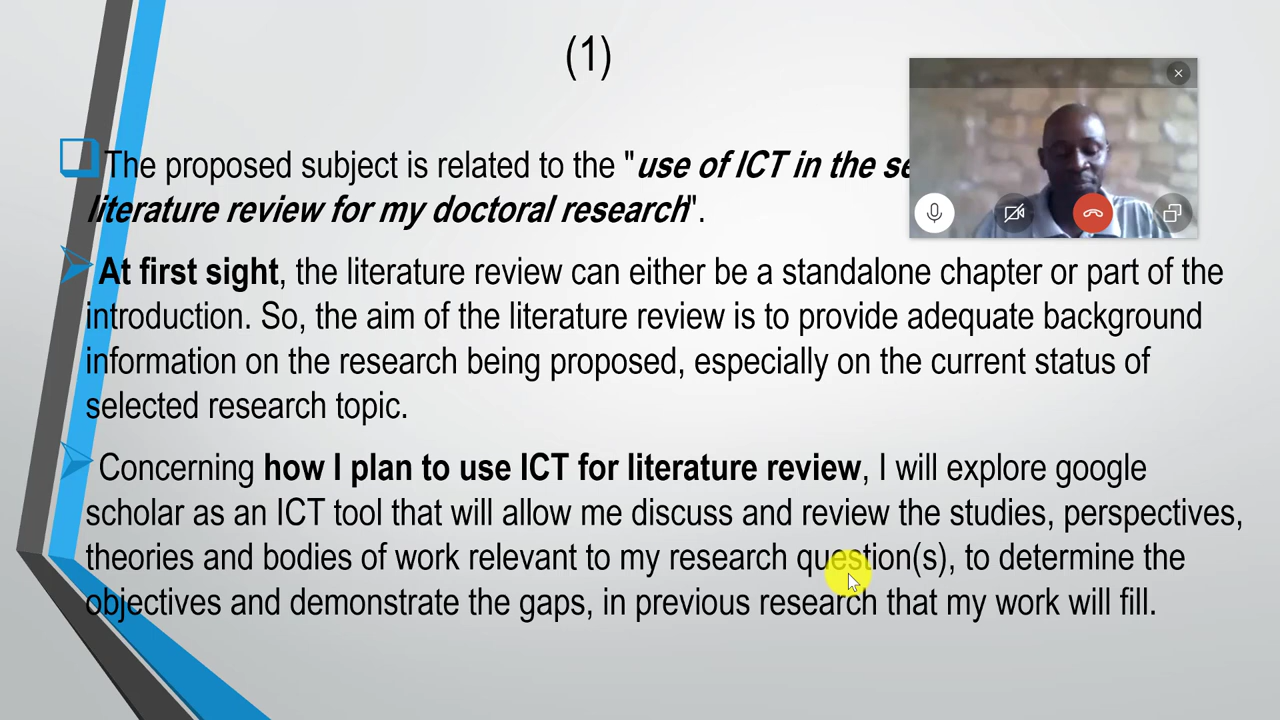 (1)
The proposed subject is related to the "use of ICT in the
literature review for my doctoral research".
At first sight, the literature review can either be a standalone chapter or part of the
introduction. So, the aim of the literature review is to provide adequate background
information on the research being proposed, especially on the current status of
selected research topic.
Concerning how I plan to use ICT for literature review, I will explore google
scholar as an ICT tool that will allow me discuss and review the studies, perspectives,
theories and bodies of work relevant to my research question(s), to determine the
objectives and demonstrate the gaps, in previous research that my work will fill.